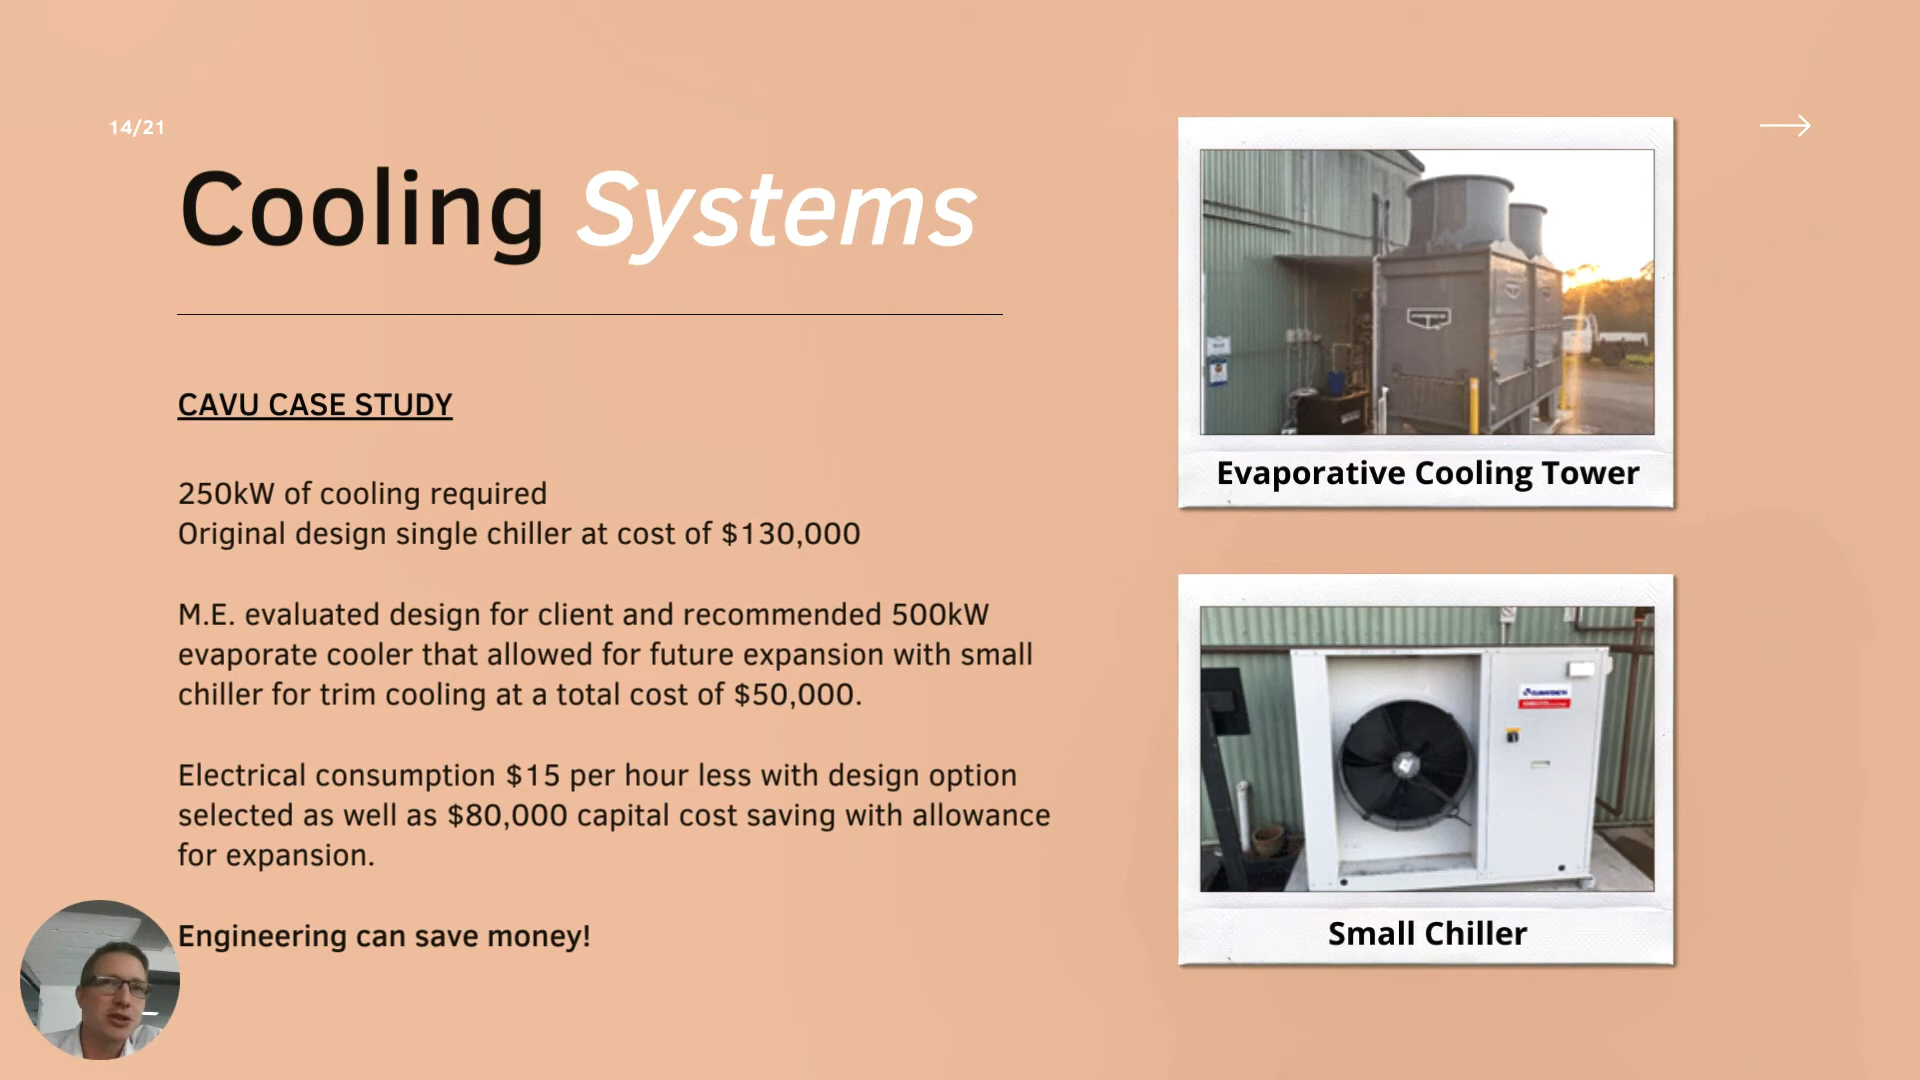 14/21
Cooling Systems
CAVU CASE STUDY
250kW of cooling required
Original design single chiller at cost of $130,000
M.E. evaluated design for client and recommended 500kW
evaporate cooler that allowed for future expansion with small
chiller for trim cooling at a total cost of $50,000.
Electrical consumption $15 per hour less with design option
selected as well as $80,000 capital cost saving with allowance
for expansion.
Engineering can save money!
Evaporative Cooling Tower
Small Chiller